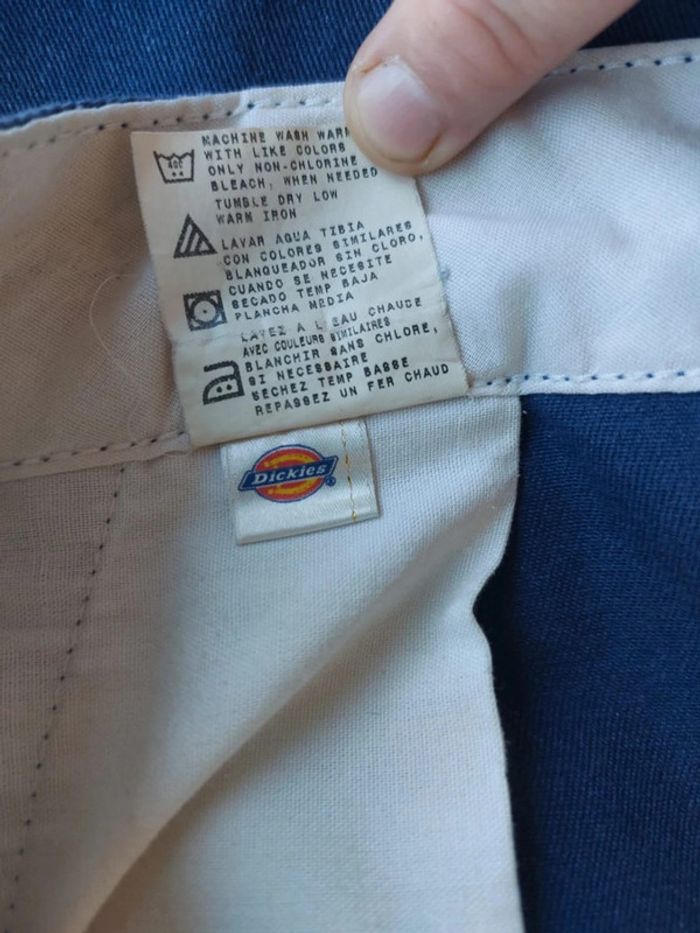 MACHINE WASH WARM
WITH LIKE COLORS
ONLY NON-CHLORINE
BLEACH, WHEN NEEDED
TUMBLE DRY LOW
WARM IRON
LAVAR AGUA TIBIA
CON COLORES SIMILARES
BLANQUEADOR SIN CLORO,
CUANDO SE NECESITE
SECADO TEMP BAJA
PLANCHA MEDIA
LAVEZ A L'EAU CHAUDE
AVEC COULEURS SIMILAIRES
BLANCHIR SANS CHLORE,
SI NECESSAIRE
SECHEZ TEMP BASSE
REPASSEZ UN FER CHAUD
40C
Dickies®